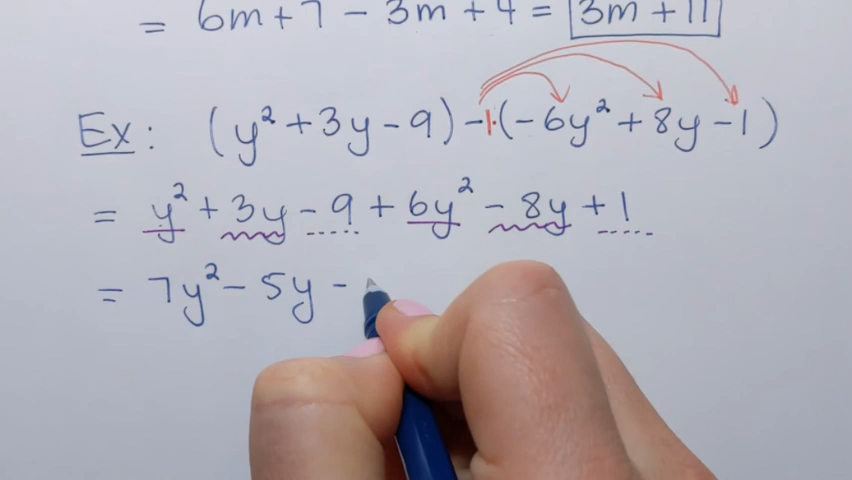 = 6m + 7 - 3m + 4 = 3m + 11
Ex: (y² + 3y - 9) -1·(-6y² + 8y - 1)
= y² + 3y - 9 + 6y² - 8y + 1
= 7y² - 5y -